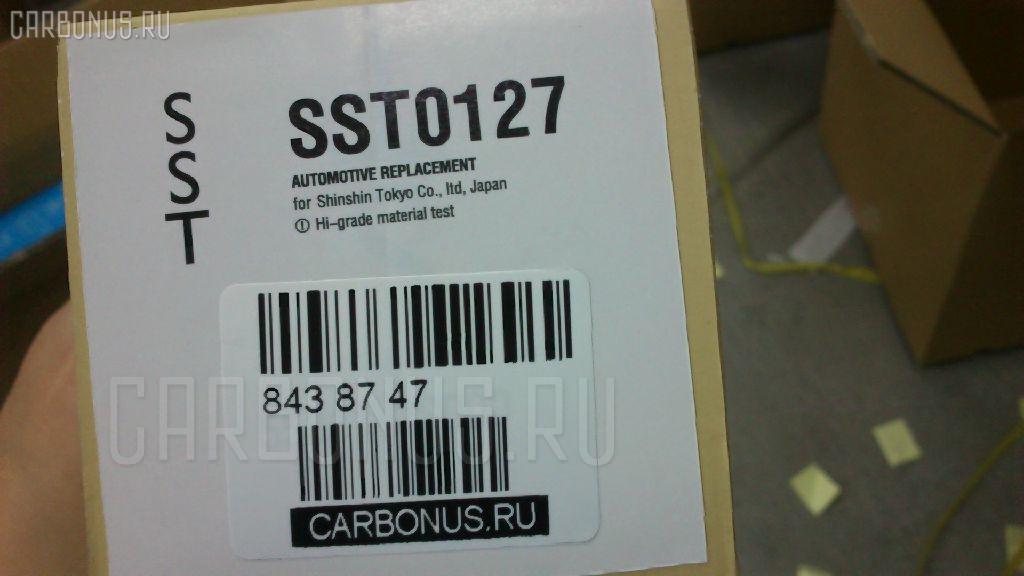 CARBONUS.RU
SST
SST0127
AUTOMOTIVE REPLACEMENT
for Shinshin Tokyo Co., ltd, Japan
① Hi-grade material test
843 87 47
CARBONUS.RU
CARBONUS.RU